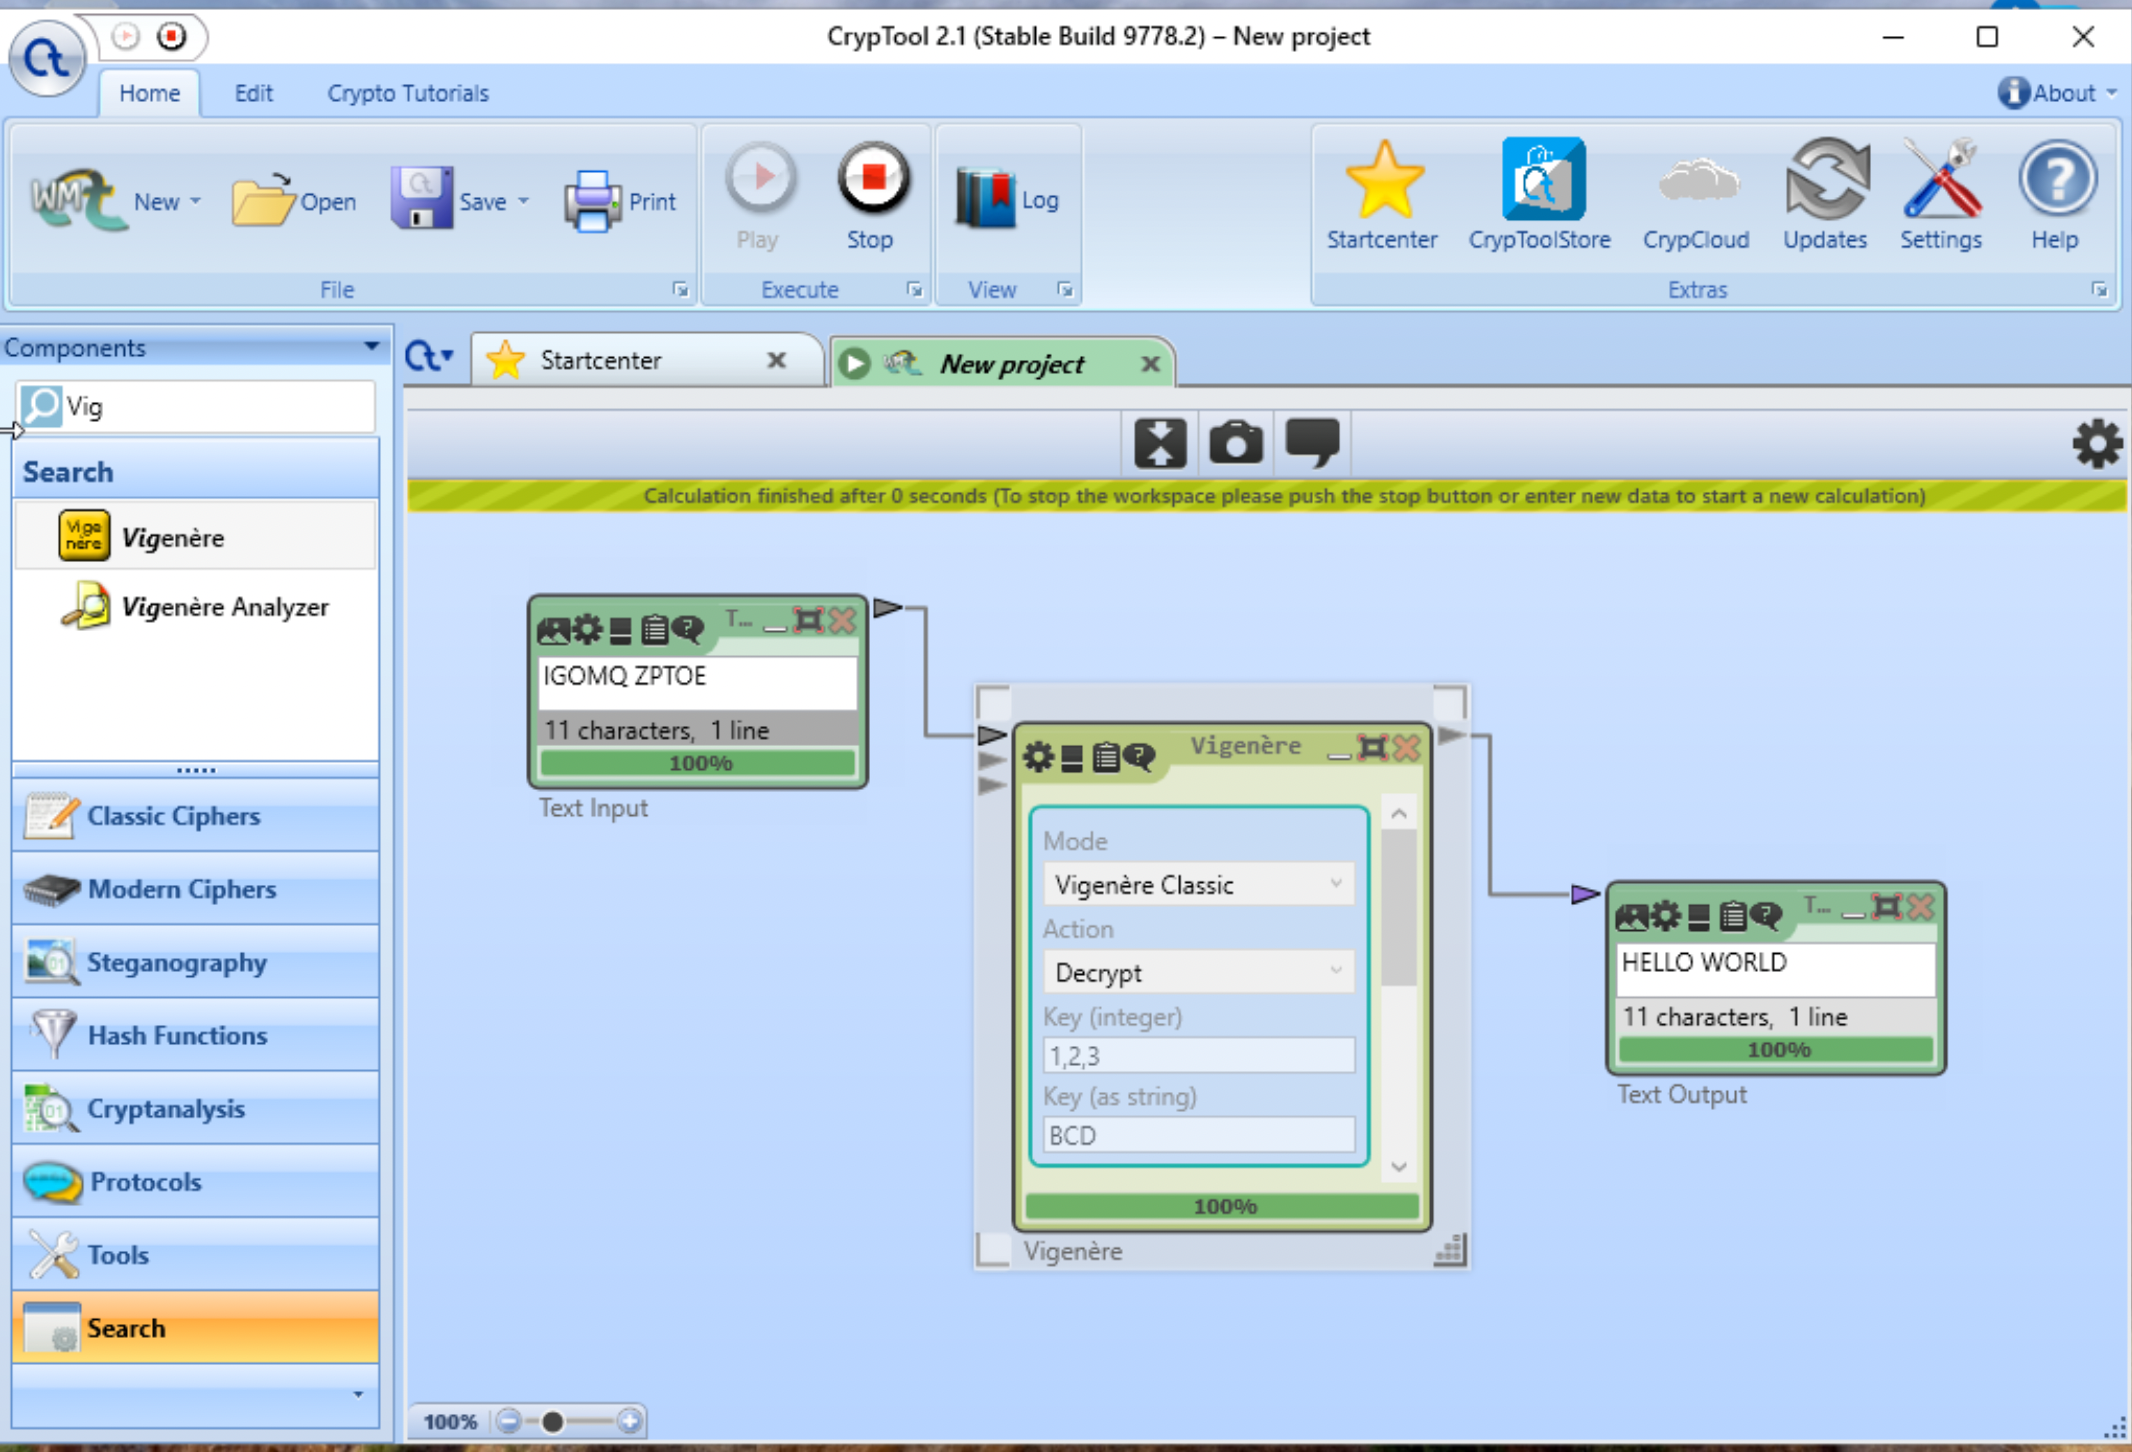 CrypTool 2.1 (Stable Build 9778.2) – New project
Home Edit Crypto Tutorials About
New Open Save Print Play Stop Log Startcenter CrypToolStore CrypCloud Updates Settings Help
File Execute View Extras
Components
Startcenter
New project
Vig
Search
Calculation finished after 0 seconds (To stop the workspace please push the stop button or enter new data to start a new calculation)
Vige
nère
Vigenère
Vigenère Analyzer
T...
IGOMQ ZPTOE
11 characters, 1 line
100%
Text Input
Vigenère
Mode
Vigenère Classic
Action
Decrypt
Key (integer)
1,2,3
Key (as string)
BCD
100%
Vigenère
T...
HELLO WORLD
11 characters, 1 line
100%
Text Output
Classic Ciphers
Modern Ciphers
Steganography
Hash Functions
Cryptanalysis
Protocols
Tools
Search
100%